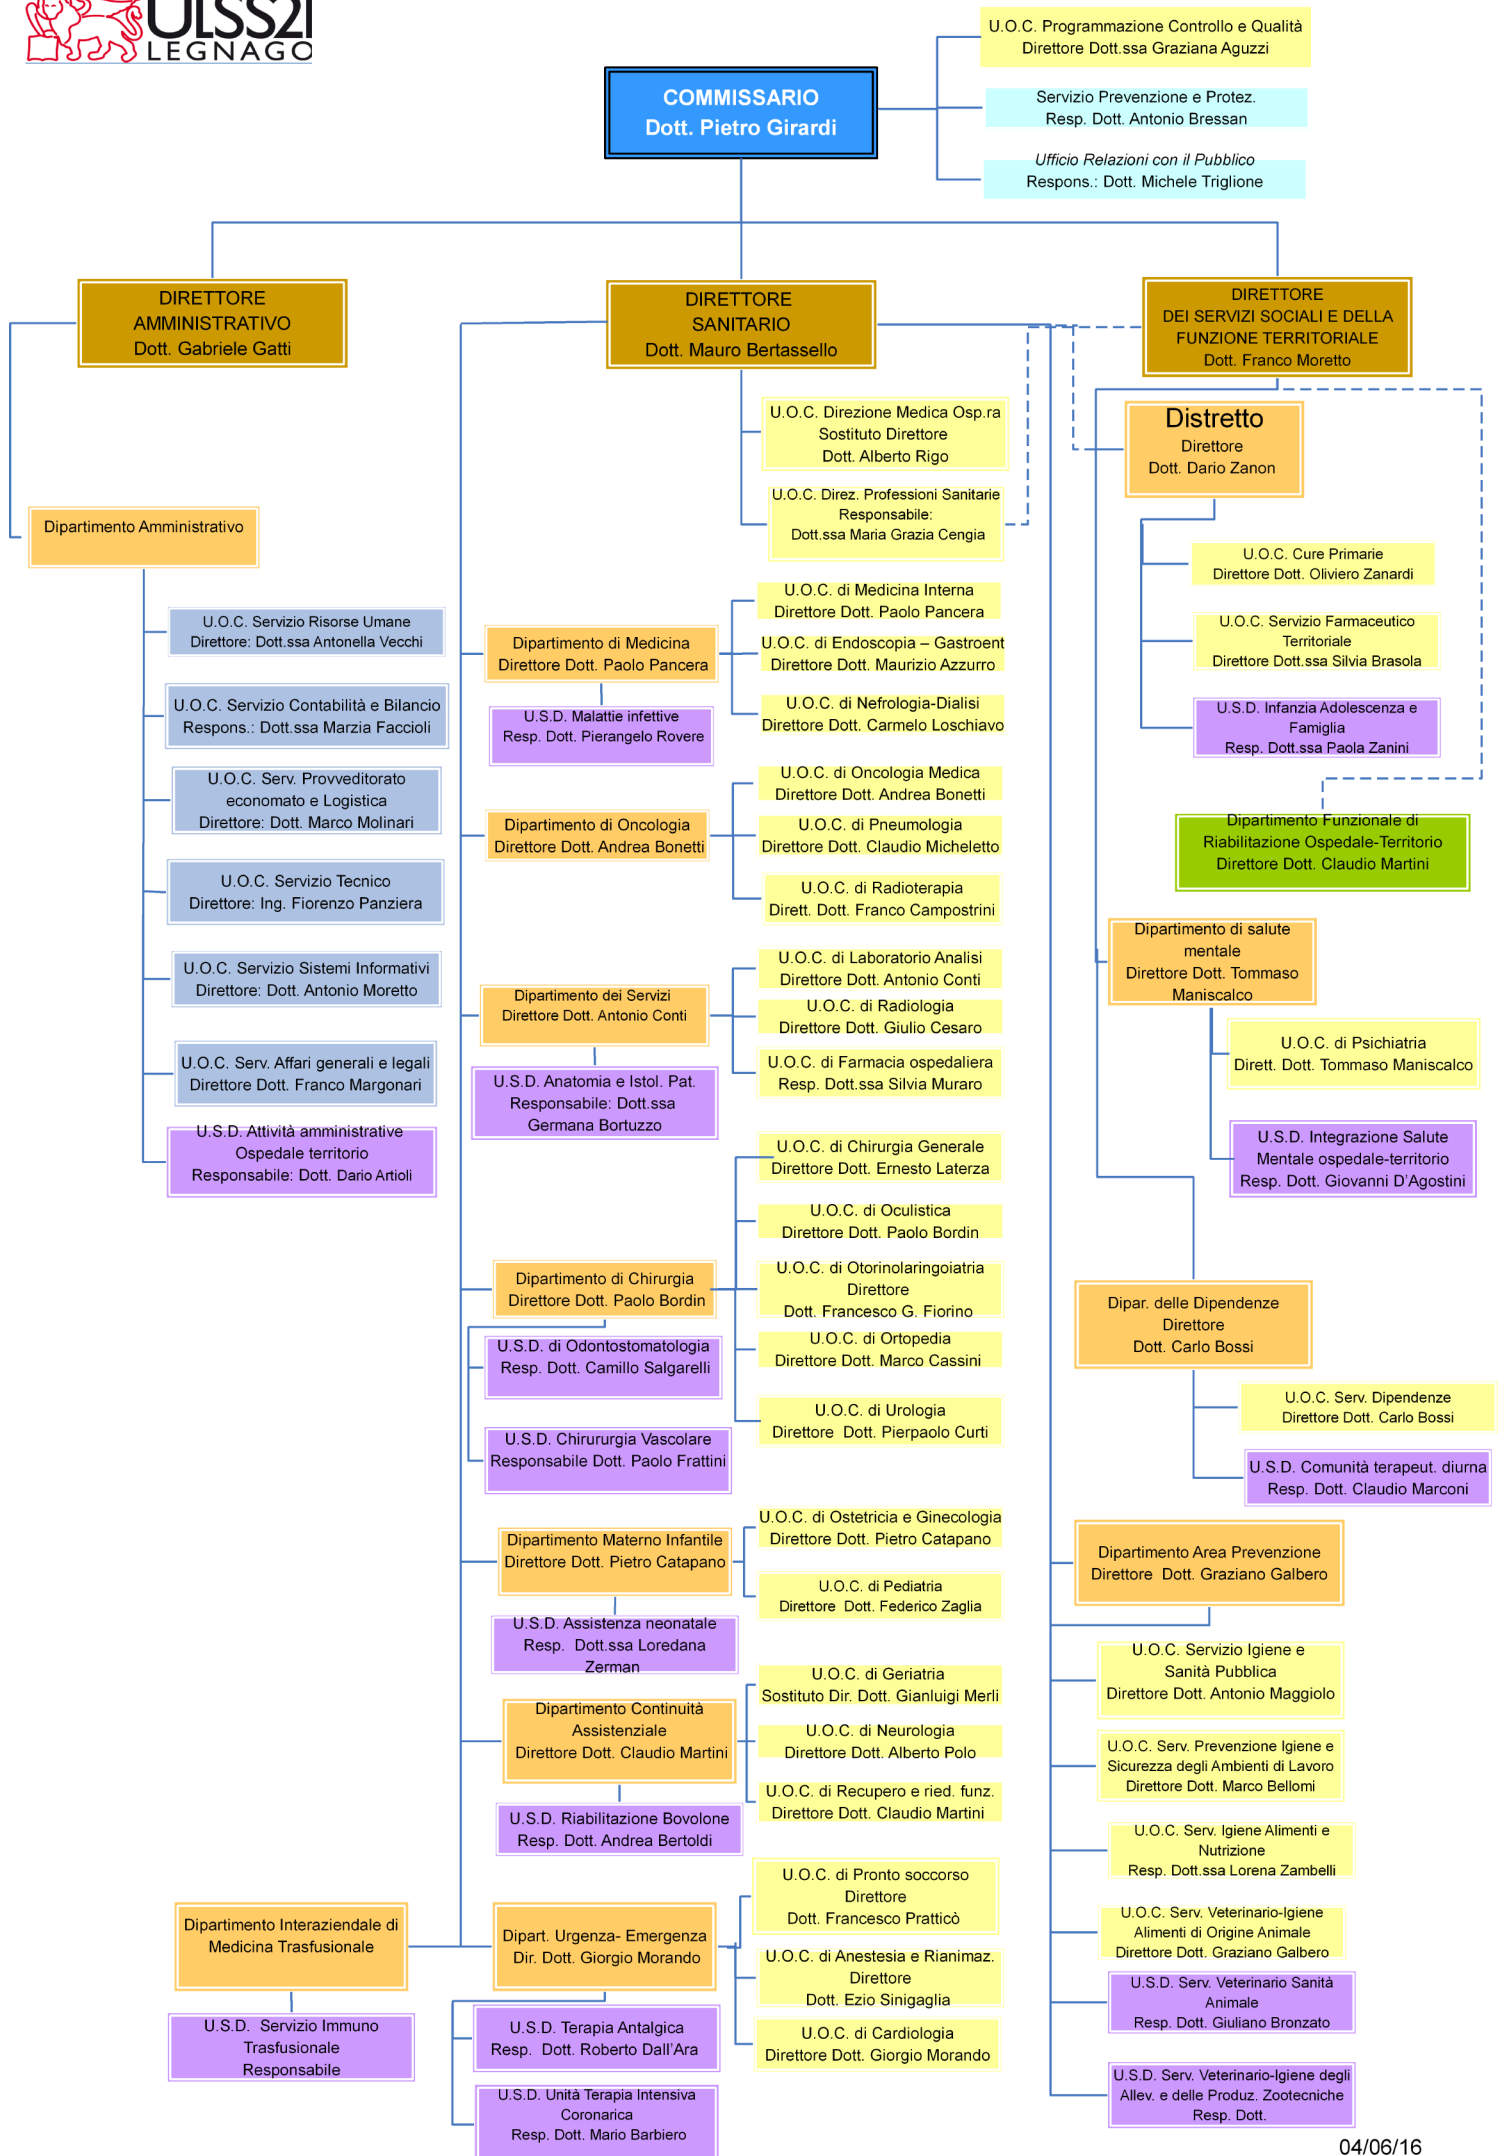 ULSS21
LEGNAGO
U.O.C. Programmazione Controllo e Qualità
Direttore Dott.ssa Graziana Aguzzi
COMMISSARIO
Dott. Pietro Girardi
Servizio Prevenzione e Protez.
Resp. Dott. Antonio Bressan
Ufficio Relazioni con il Pubblico
Respons.: Dott. Michele Triglione
DIRETTORE
AMMINISTRATIVO
Dott. Gabriele Gatti
DIRETTORE
SANITARIO
Dott. Mauro Bertassello
DIRETTORE
DEI SERVIZI SOCIALI E DELLA
FUNZIONE TERRITORIALE
Dott. Franco Moretto
Dipartimento Amministrativo
U.O.C. Servizio Risorse Umane
Direttore: Dott.ssa Antonella Vecchi
U.O.C. Servizio Contabilità e Bilancio
Respons.: Dott.ssa Marzia Faccioli
U.O.C. Serv. Provveditorato
economato e Logistica
Direttore: Dott. Marco Molinari
U.O.C. Servizio Tecnico
Direttore: Ing. Fiorenzo Panziera
U.O.C. Servizio Sistemi Informativi
Direttore: Dott. Antonio Moretto
U.O.C. Serv. Affari generali e legali
Direttore Dott. Franco Margonari
U.S.D. Attività amministrative
Ospedale territorio
Responsabile: Dott. Dario Artioli
U.O.C. Direzione Medica Osp.ra
Sostituto Direttore
Dott. Alberto Rigo
U.O.C. Direz. Professioni Sanitarie
Responsabile:
Dott.ssa Maria Grazia Cengia
Dipartimento di Medicina
Direttore Dott. Paolo Pancera
U.S.D. Malattie infettive
Resp. Dott. Pierangelo Rovere
U.O.C. di Medicina Interna
Direttore Dott. Paolo Pancera
U.O.C. di Endoscopia – Gastroent
Direttore Dott. Maurizio Azzurro
U.O.C. di Nefrologia-Dialisi
Direttore Dott. Carmelo Loschiavo
Dipartimento di Oncologia
Direttore Dott. Andrea Bonetti
U.O.C. di Oncologia Medica
Direttore Dott. Andrea Bonetti
U.O.C. di Pneumologia
Direttore Dott. Claudio Micheletto
U.O.C. di Radioterapia
Dirett. Dott. Franco Campostrini
Dipartimento dei Servizi
Direttore Dott. Antonio Conti
U.S.D. Anatomia e Istol. Pat.
Responsabile: Dott.ssa
Germana Bortuzzo
U.O.C. di Laboratorio Analisi
Direttore Dott. Antonio Conti
U.O.C. di Radiologia
Direttore Dott. Giulio Cesaro
U.O.C. di Farmacia ospedaliera
Resp. Dott.ssa Silvia Muraro
Dipartimento di Chirurgia
Direttore Dott. Paolo Bordin
U.S.D. di Odontostomatologia
Resp. Dott. Camillo Salgarelli
U.S.D. Chirururgia Vascolare
Responsabile Dott. Paolo Frattini
U.O.C. di Chirurgia Generale
Direttore Dott. Ernesto Laterza
U.O.C. di Oculistica
Direttore Dott. Paolo Bordin
U.O.C. di Otorinolaringoiatria
Direttore
Dott. Francesco G. Fiorino
U.O.C. di Ortopedia
Direttore Dott. Marco Cassini
U.O.C. di Urologia
Direttore Dott. Pierpaolo Curti
Dipartimento Materno Infantile
Direttore Dott. Pietro Catapano
U.S.D. Assistenza neonatale
Resp. Dott.ssa Loredana
Zerman
U.O.C. di Ostetricia e Ginecologia
Direttore Dott. Pietro Catapano
U.O.C. di Pediatria
Direttore Dott. Federico Zaglia
Dipartimento Continuità
Assistenziale
Direttore Dott. Claudio Martini
U.S.D. Riabilitazione Bovolone
Resp. Dott. Andrea Bertoldi
U.O.C. di Geriatria
Sostituto Dir. Dott. Gianluigi Merli
U.O.C. di Neurologia
Direttore Dott. Alberto Polo
U.O.C. di Recupero e ried. funz.
Direttore Dott. Claudio Martini
Dipartimento Interaziendale di
Medicina Trasfusionale
U.S.D. Servizio Immuno
Trasfusionale
Responsabile
Dipart. Urgenza- Emergenza
Dir. Dott. Giorgio Morando
U.S.D. Terapia Antalgica
Resp. Dott. Roberto Dall'Ara
U.S.D. Unità Terapia Intensiva
Coronarica
Resp. Dott. Mario Barbiero
U.O.C. di Pronto soccorso
Direttore
Dott. Francesco Pratticò
U.O.C. di Anestesia e Rianimaz.
Direttore
Dott. Ezio Sinigaglia
U.O.C. di Cardiologia
Direttore Dott. Giorgio Morando
Distretto
Direttore
Dott. Dario Zanon
U.O.C. Cure Primarie
Direttore Dott. Oliviero Zanardi
U.O.C. Servizio Farmaceutico
Territoriale
Direttore Dott.ssa Silvia Brasola
U.S.D. Infanzia Adolescenza e
Famiglia
Resp. Dott.ssa Paola Zanini
Dipartimento Funzionale di
Riabilitazione Ospedale-Territorio
Direttore Dott. Claudio Martini
Dipartimento di salute
mentale
Direttore Dott. Tommaso
Maniscalco
U.O.C. di Psichiatria
Dirett. Dott. Tommaso Maniscalco
U.S.D. Integrazione Salute
Mentale ospedale-territorio
Resp. Dott. Giovanni D'Agostini
Dipar. delle Dipendenze
Direttore
Dott. Carlo Bossi
U.O.C. Serv. Dipendenze
Direttore Dott. Carlo Bossi
U.S.D. Comunità terapeut. diurna
Resp. Dott. Claudio Marconi
Dipartimento Area Prevenzione
Direttore Dott. Graziano Galbero
U.O.C. Servizio Igiene e
Sanità Pubblica
Direttore Dott. Antonio Maggiolo
U.O.C. Serv. Prevenzione Igiene e
Sicurezza degli Ambienti di Lavoro
Direttore Dott. Marco Bellomi
U.O.C. Serv. Igiene Alimenti e
Nutrizione
Resp. Dott.ssa Lorena Zambelli
U.O.C. Serv. Veterinario-Igiene
Alimenti di Origine Animale
Direttore Dott. Graziano Galbero
U.S.D. Serv. Veterinario Sanità
Animale
Resp. Dott. Giuliano Bronzato
U.S.D. Serv. Veterinario-Igiene degli
Allev. e delle Produz. Zootecniche
Resp. Dott.
04/06/16